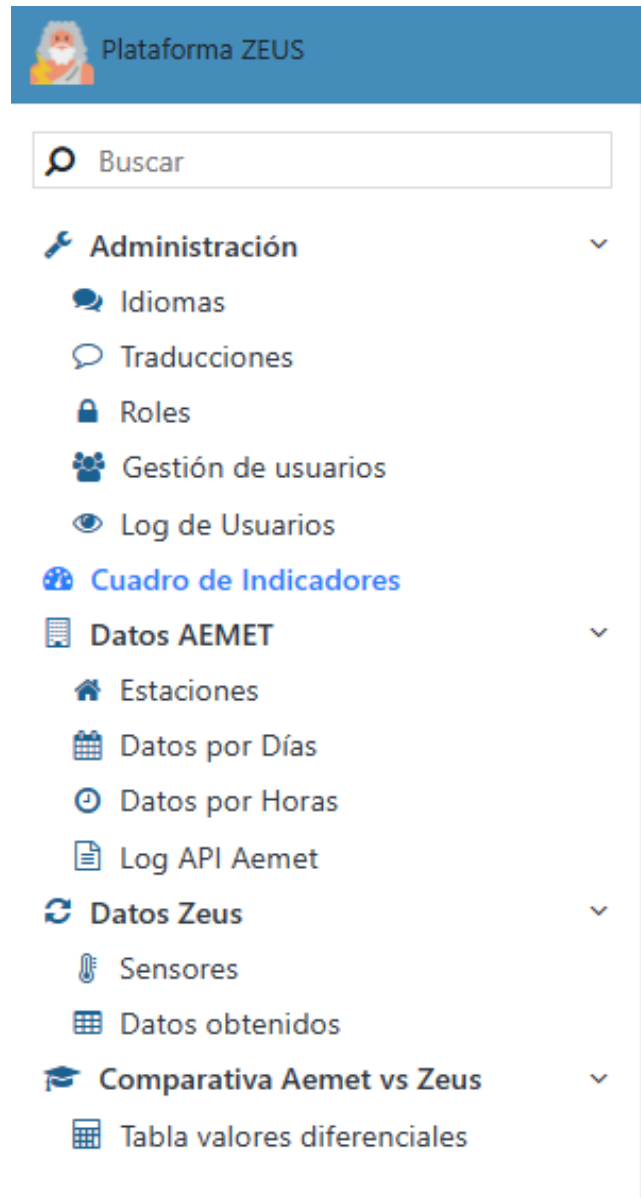 Plataforma ZEUS
Buscar
Administración
Idiomas
Traducciones
Roles
Gestión de usuarios
Log de Usuarios
Cuadro de Indicadores
Datos AEMET
Estaciones
Datos por Días
Datos por Horas
Log API Aemet
Datos Zeus
Sensores
Datos obtenidos
Comparativa Aemet vs Zeus
Tabla valores diferenciales